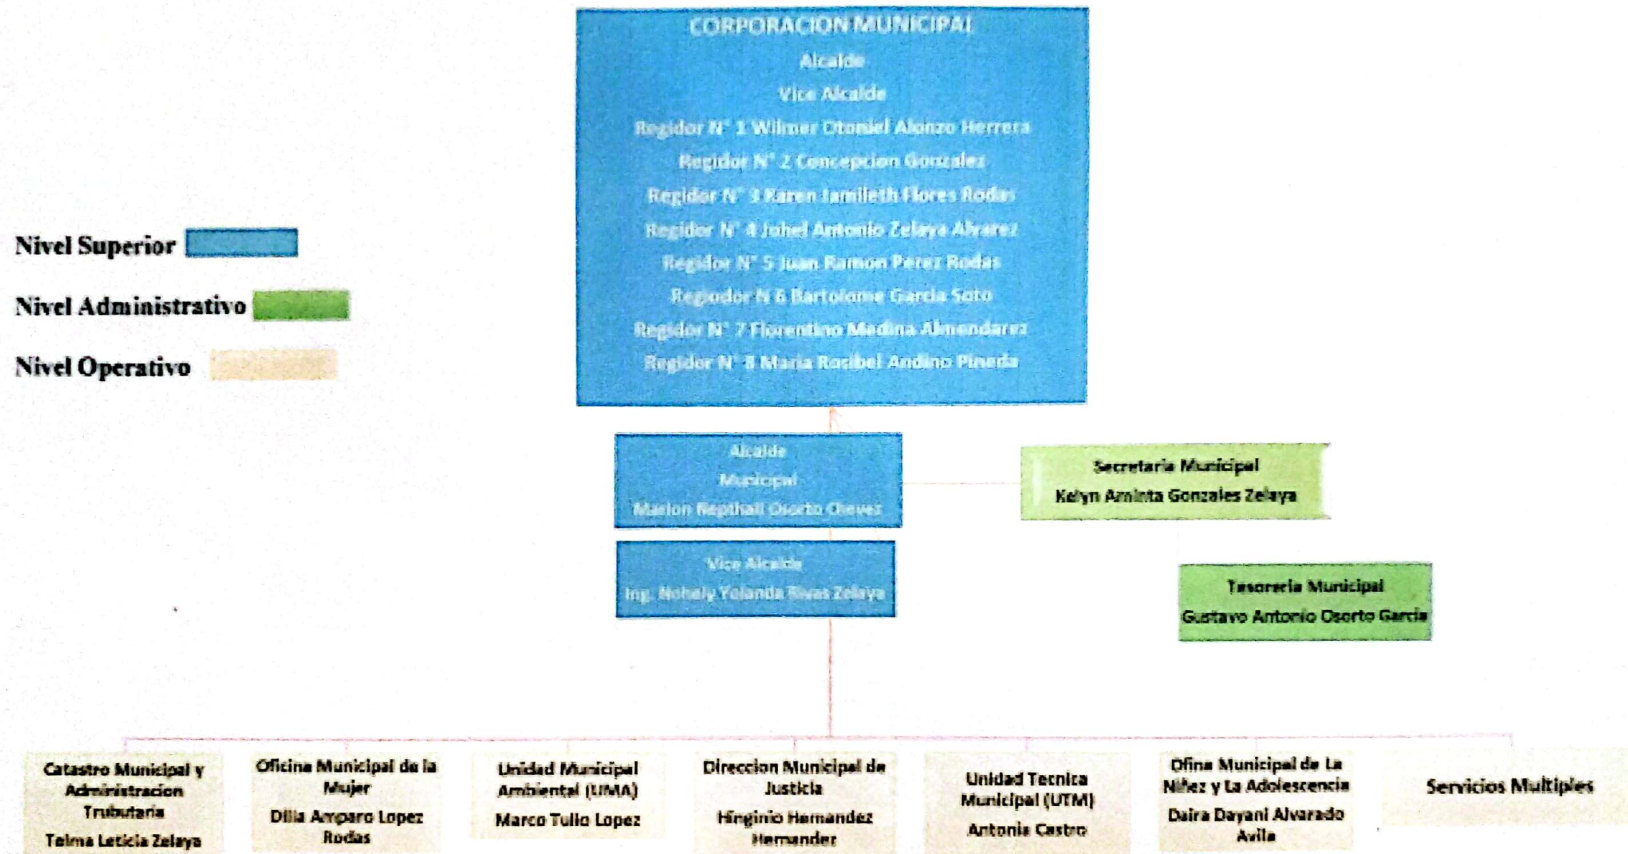 CORPORACION MUNICIPAL
Alcalde
Vice Alcalde
Regidor N° 1 Wilmer Otoniel Alonzo Herrera
Regidor N° 2 Concepcion Gonzalez
Regidor N° 3 Karen Jamileth Flores Rodas
Regidor N° 4 Johel Antonio Zelaya Alvarez
Regidor N° 5 Juan Ramon Perez Rodas
Regiodor N 6 Bartolome Garcia Soto
Regidor N° 7 Florentino Medina Almendarez
Regidor N° 8 Maria Rosibel Andino Pineda
Nivel Superior
Nivel Administrativo
Nivel Operativo
Alcalde
Municipal
Marlon Nepthali Osorto Chevez
Secretaria Municipal
Kelyn Aminta Gonzales Zelaya
Vice Alcalde
Ing. Nohely Yolanda Rivas Zelaya
Tesoreria Municipal
Gustavo Antonio Osorto Garcia
Catastro Municipal y
Administracion
Trubutaria
Telma Leticia Zelaya
Oficina Municipal de la
Mujer
Dilia Amparo Lopez
Rodas
Unidad Municipal
Ambiental (UMA)
Marco Tulio Lopez
Direccion Municipal de
Justicia
Hinginio Hernandez
Hernandez
Unidad Tecnica
Municipal (UTM)
Antonia Castro
Ofina Municipal de La
Niñez y La Adolescencia
Daira Dayani Alvarado
Avila
Servicios Multiples